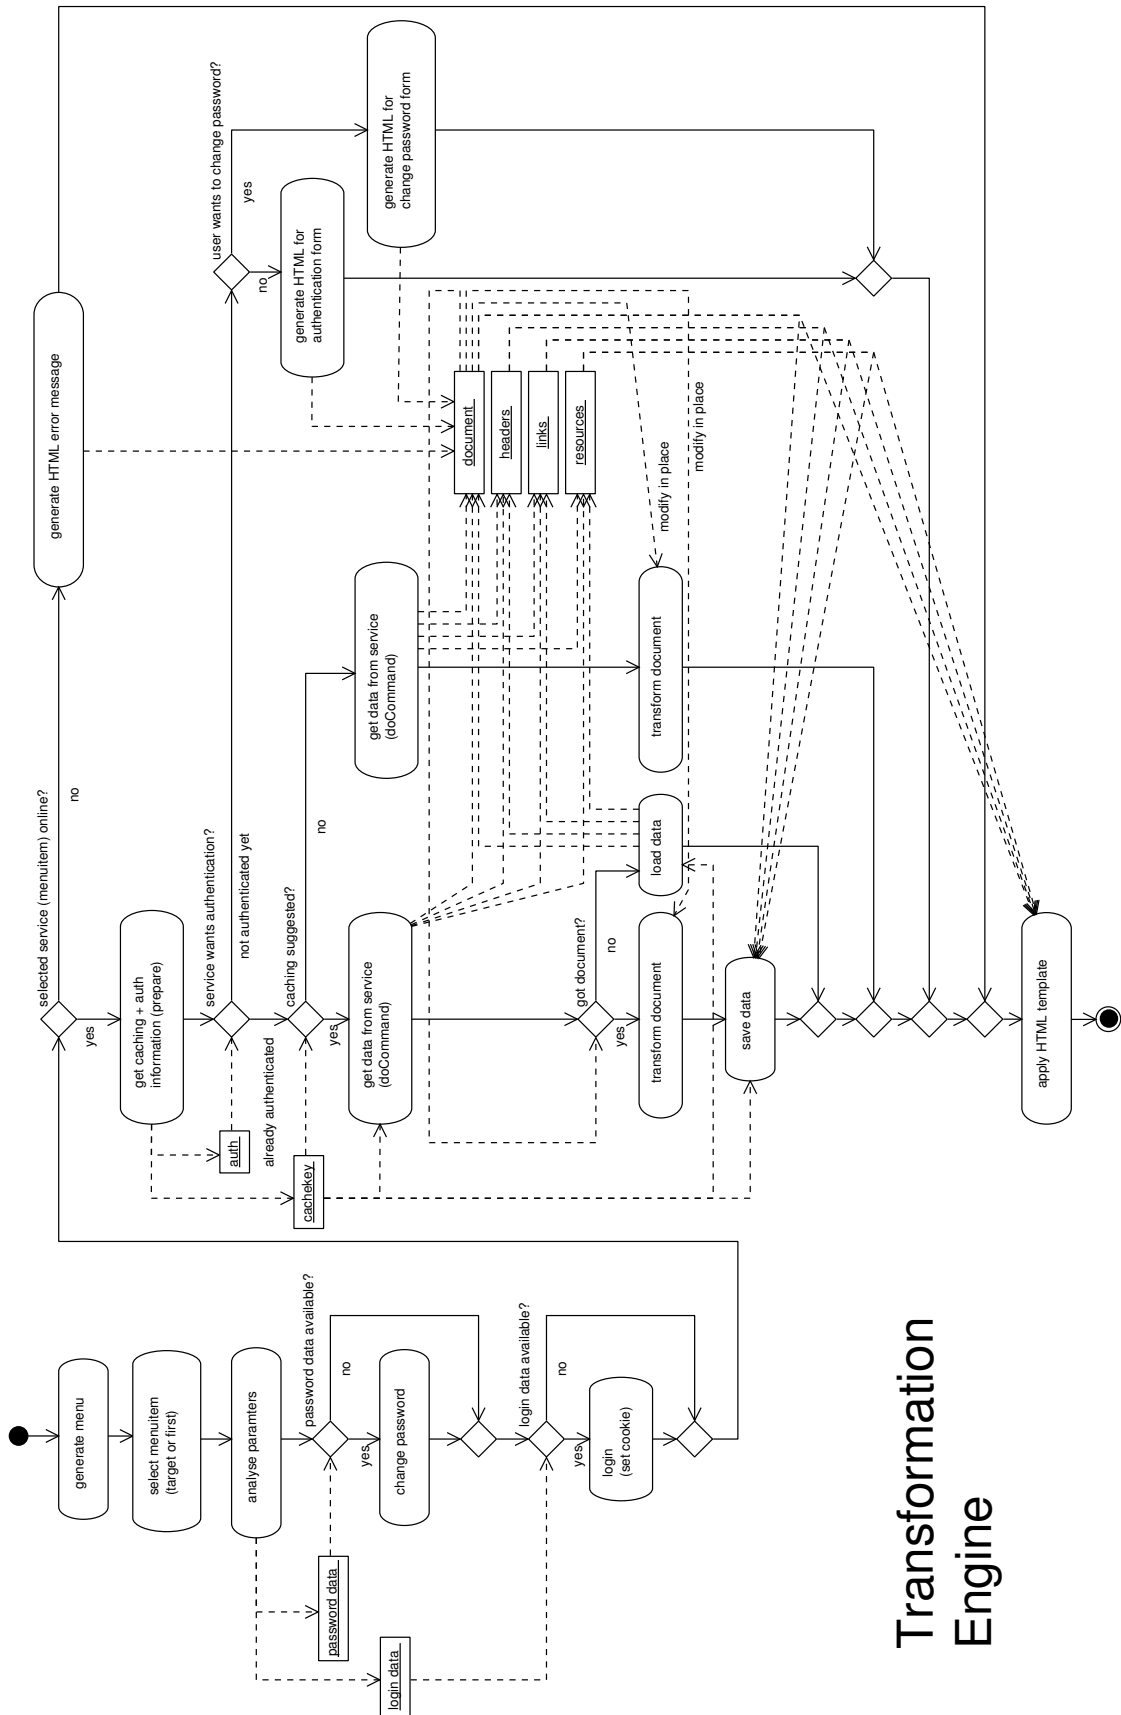 generate menu
select menuitem
(target or first)
analyse paramters
password data available?
no
yes
password data
change password
login data
login data available?
no
yes
login
(set cookie)
selected service (menuitem) online?
no
yes
generate HTML error message
get caching + auth
information (prepare)
service wants authentication?
not authenticated yet
already authenticated
auth
user wants to change password?
yes
no
generate HTML for
authentication form
generate HTML for
change password form
caching suggested?
no
yes
cachekey
get data from service
(doCommand)
get data from service
(doCommand)
document
headers
links
resources
got document?
no
yes
transform document
load data
transform document
modify in place
modify in place
save data
apply HTML template
Transformation
Engine